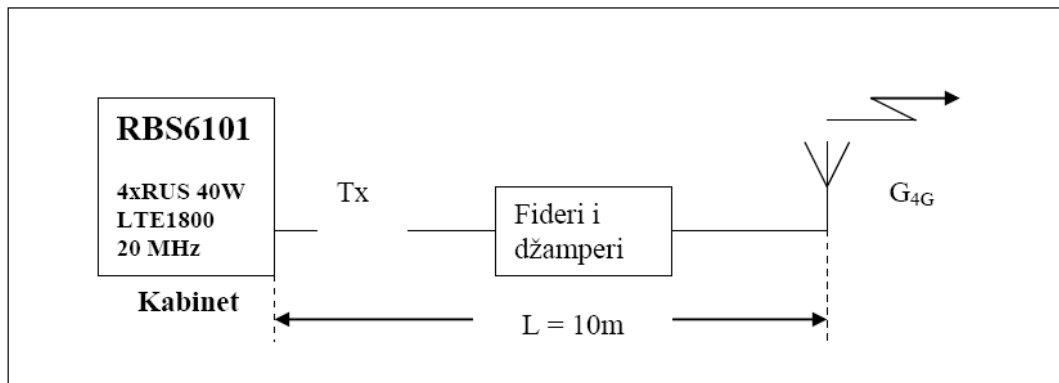 RBS6101
4xRUS 40W
LTE1800
20 MHz
Kabinet
Tx
Fideri i
džamperi
G4G
L = 10m